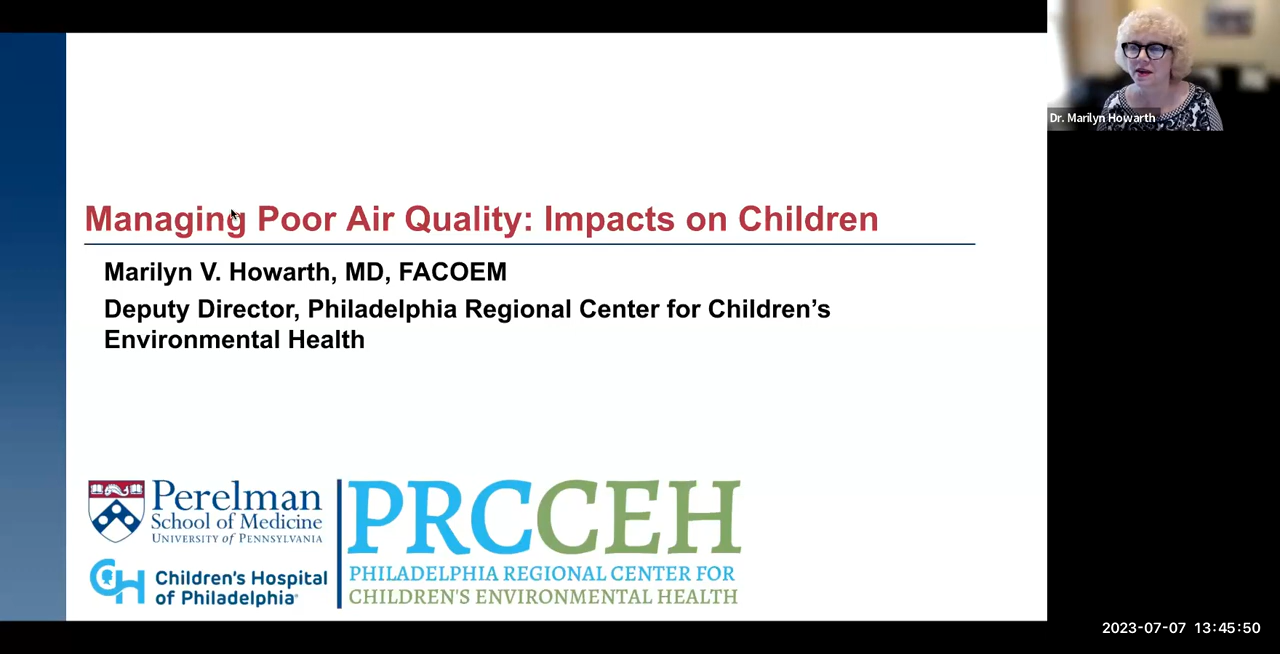 Dr. Marilyn Howarth
Managing Poor Air Quality: Impacts on Children
Marilyn V. Howarth, MD, FACOEM
Deputy Director, Philadelphia Regional Center for Children’s
Environmental Health
Perelman
School of Medicine
University of Pennsylvania
CH
Children's Hospital
of Philadelphia®
PRCCEH
PHILADELPHIA REGIONAL CENTER FOR
CHILDREN'S ENVIRONMENTAL HEALTH
2023-07-07 13:45:50